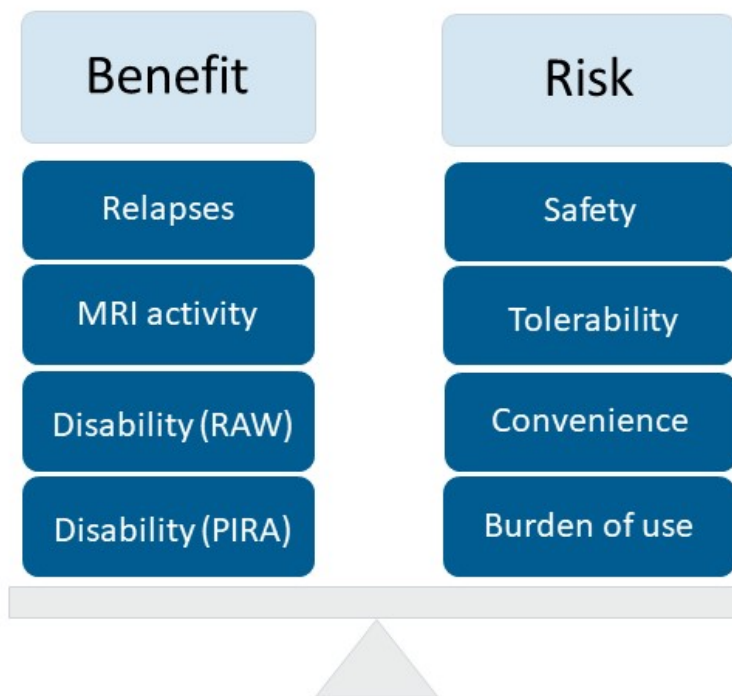 Benefit
Relapses
MRI activity
Disability (RAW)
Disability (PIRA)
Risk
Safety
Tolerability
Convenience
Burden of use